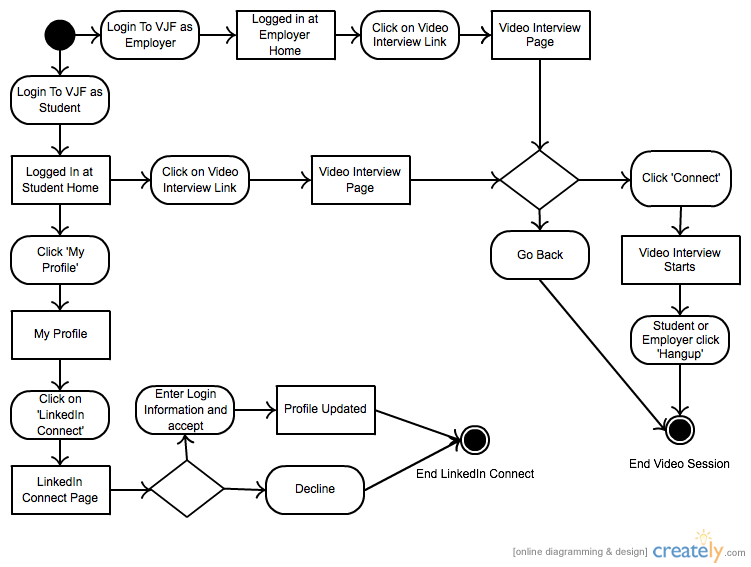 Login To VJF as
Employer
Logged in at
Employer
Home
Click on Video
Interview Link
Video Interview
Page
Login To VJF as
Student
Logged In at
Student Home
Click on Video
Interview Link
Video Interview
Page
Click 'Connect'
Click 'My
Profile'
Go Back
Video Interview
Starts
My Profile
Student or
Employer click
'Hangup'
Click on
'LinkedIn
Connect'
Enter Login
Information and
accept
Profile Updated
End LinkedIn Connect
End Video Session
LinkedIn
Connect Page
Decline
[online diagramming & design] creately.com